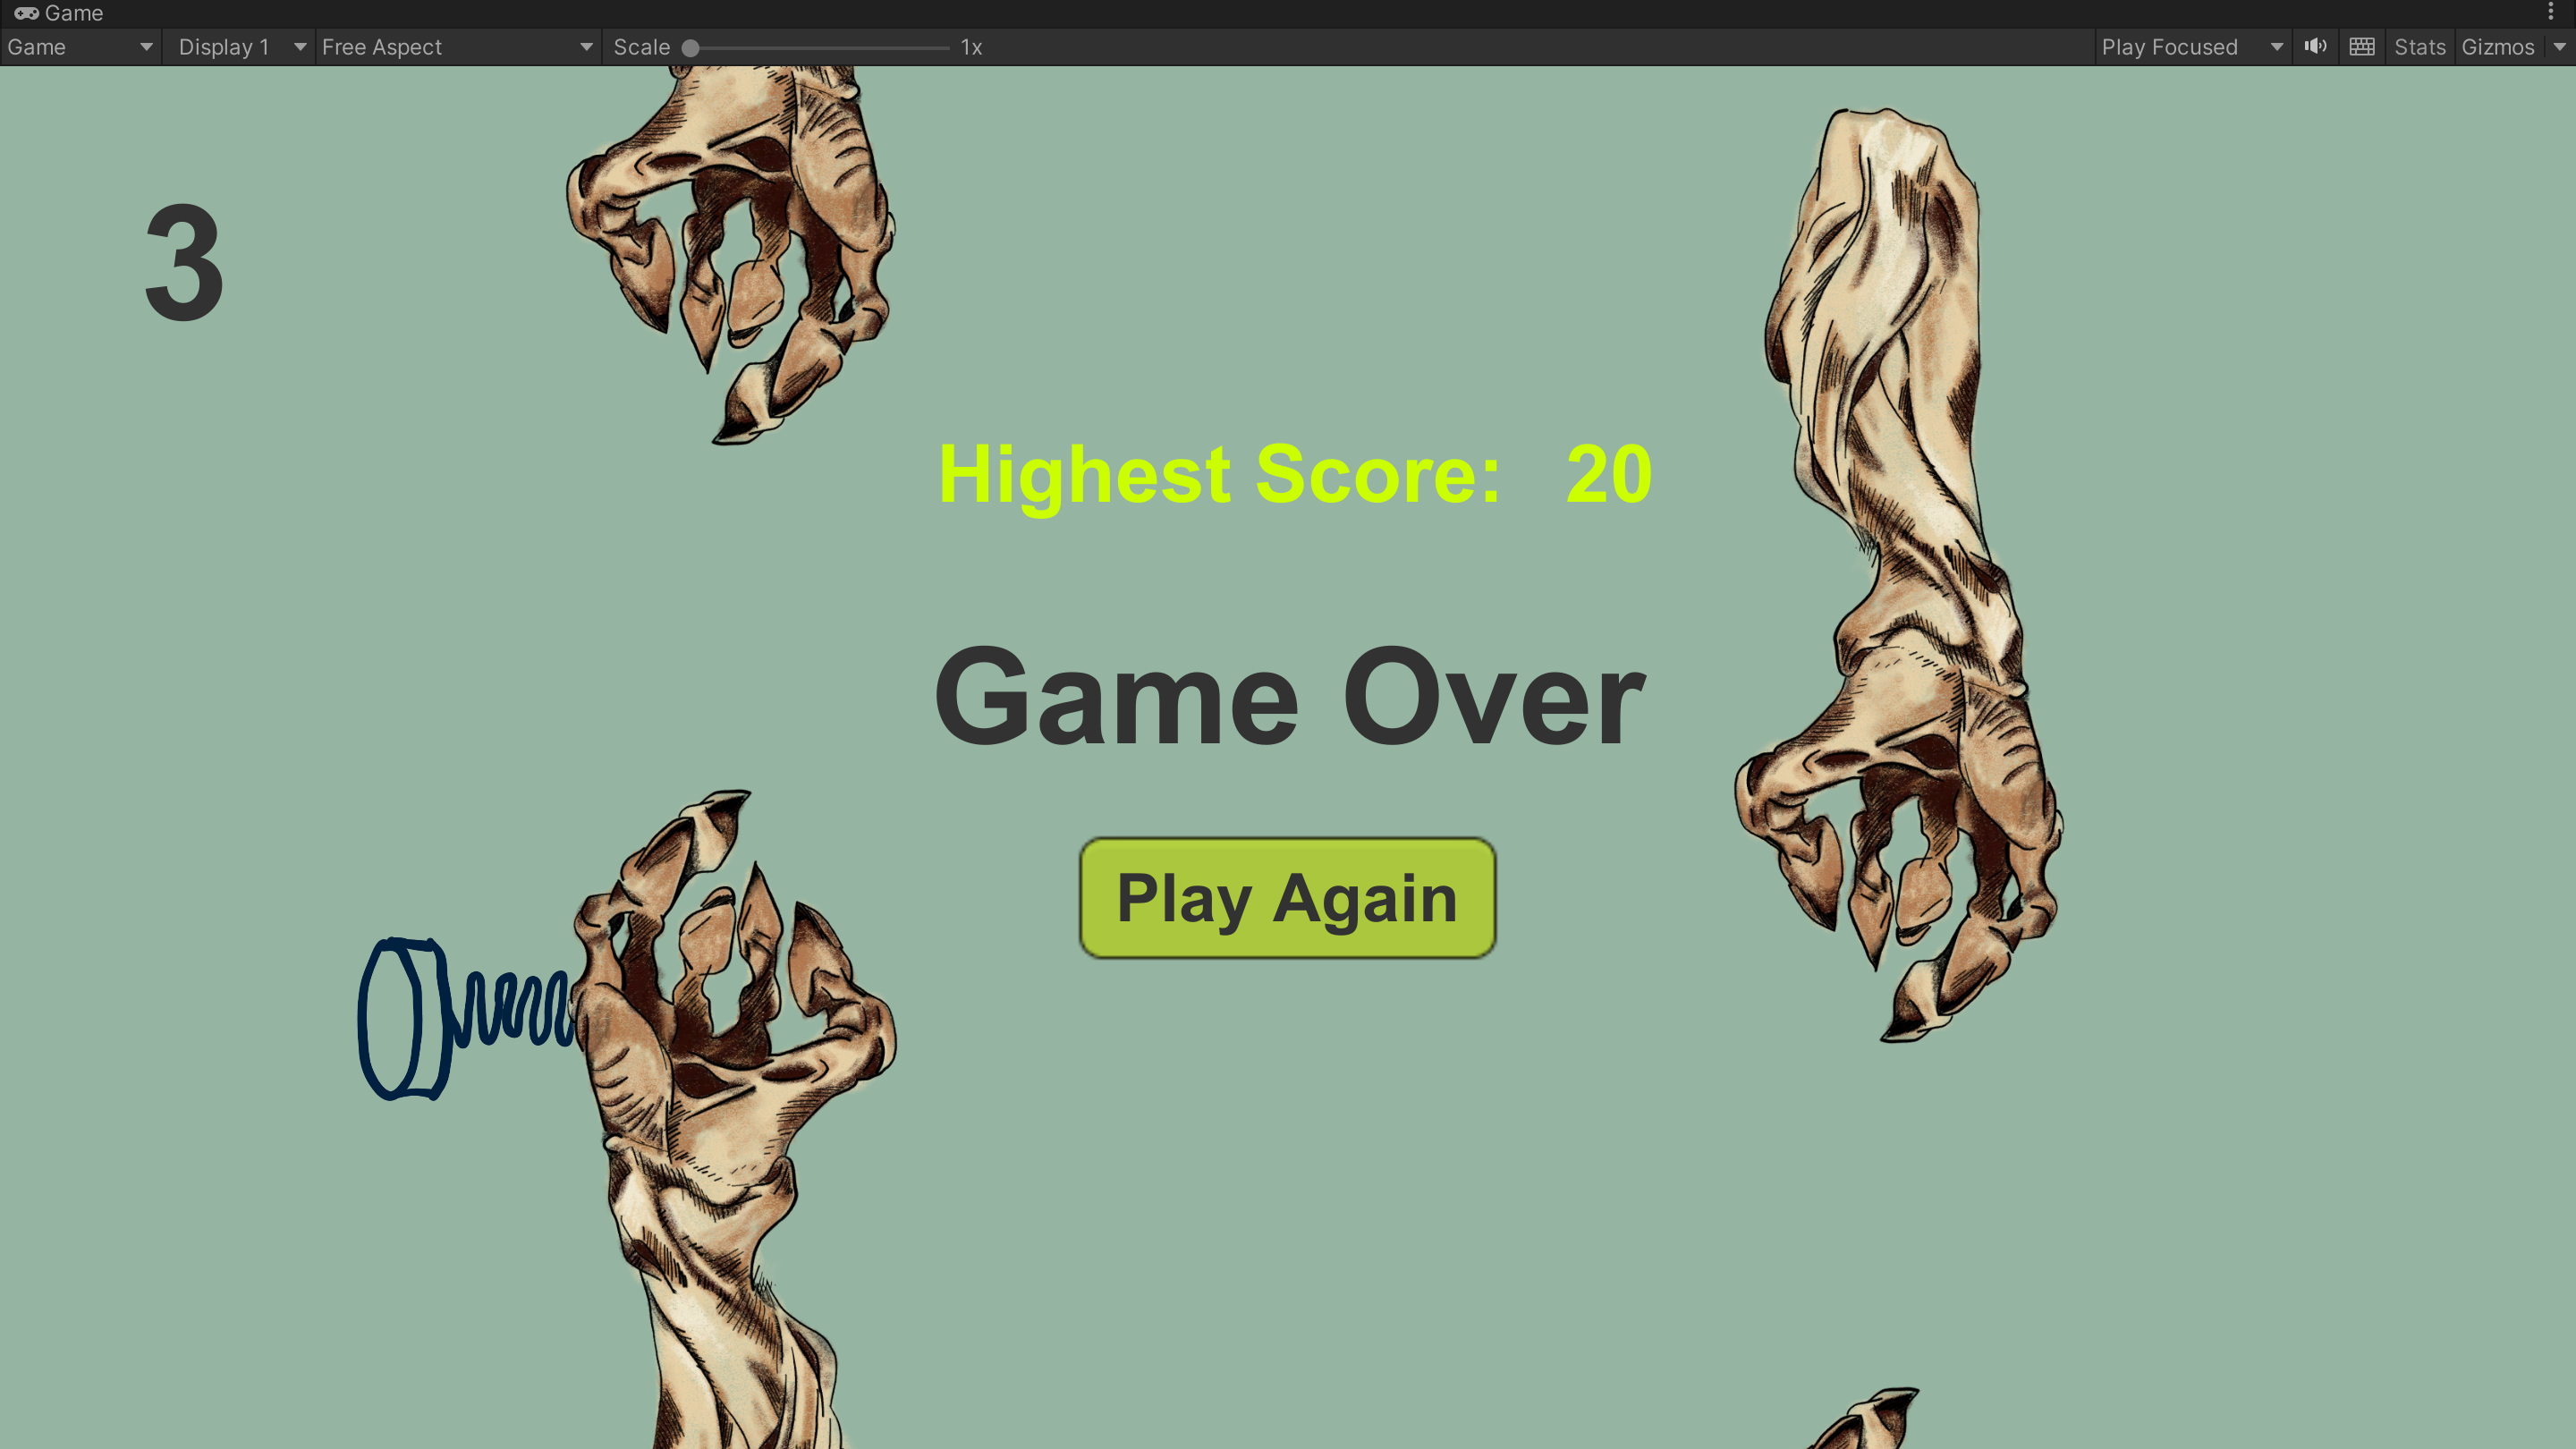 Game
Game Display 1 Free Aspect Scale 1x Play Focused Stats Gizmos
3
Highest Score: 20
Game Over
Play Again